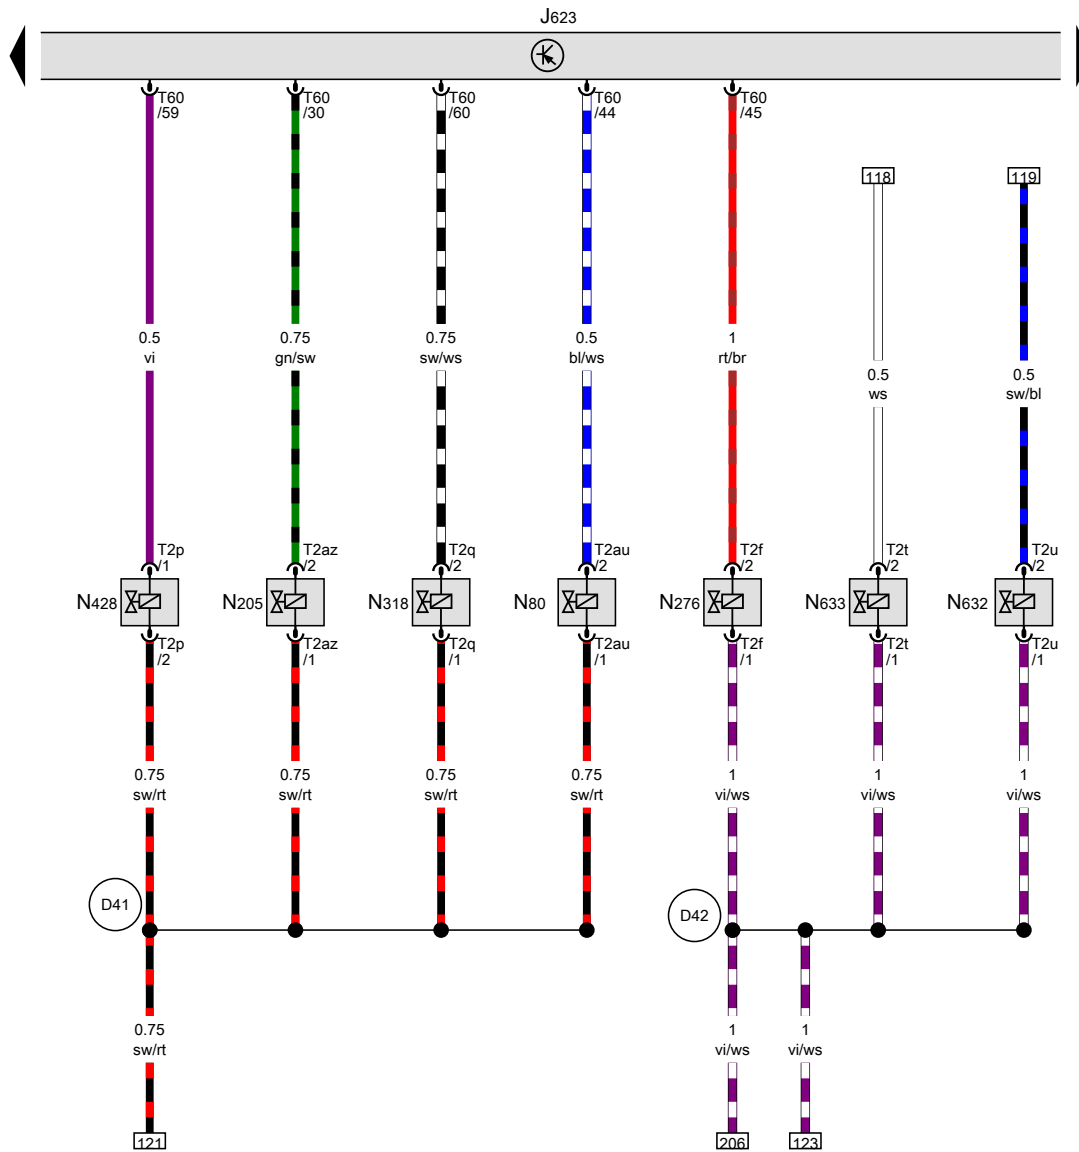 J623
T60 T60 T60 T60 T60
/59 /30 /60 /44 /45
118 119
0.5 0.75 0.75 0.5 1
vi gn/sw sw/ws bl/ws rt/br
0.5 0.5
ws sw/bl
T2p T2az T2q T2au T2f T2t T2u
/1 /2 /2 /2 /2 /2 /2
N428 N205 N318 N80 N276 N633 N632
T2p T2az T2q T2au T2f T2t T2u
/2 /1 /1 /1 /1 /1 /1
0.75 0.75 0.75 0.75 1 1 1
sw/rt sw/rt sw/rt sw/rt vi/ws vi/ws vi/ws
D41 D42
0.75 1 1
sw/rt vi/ws vi/ws
121 206 123